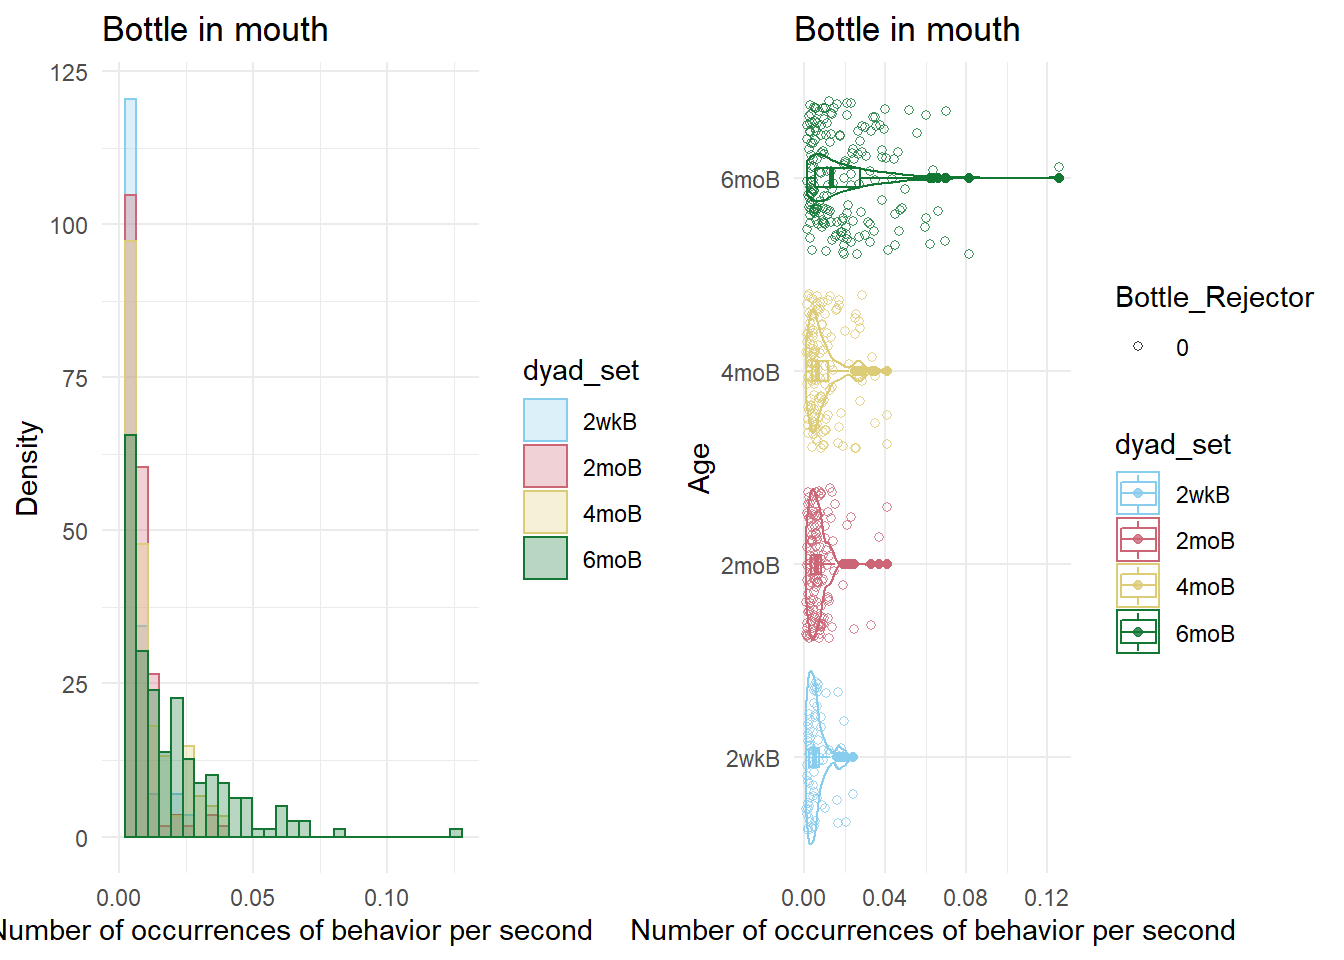 Bottle in mouth
125
100
75
50
25
0
Density
0.00
0.05
0.10
Number of occurrences of behavior per second
dyad_set
2wkB
2moB
4moB
6moB
Bottle in mouth
6moB
4moB
2moB
2wkB
Age
0.00
0.04
0.08
0.12
Number of occurrences of behavior per second
Bottle_Rejector
0
dyad_set
2wkB
2moB
4moB
6moB